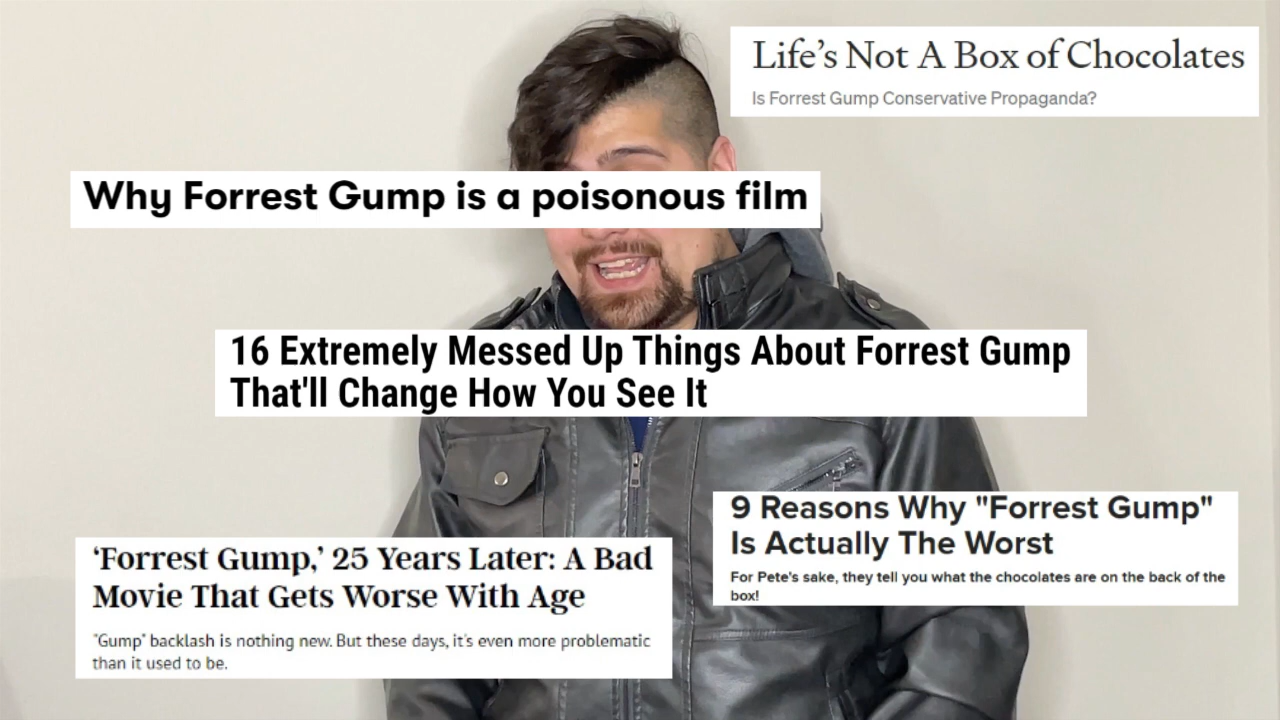 Life’s Not A Box of Chocolates
Is Forrest Gump Conservative Propaganda?
Why Forrest Gump is a poisonous film
16 Extremely Messed Up Things About Forrest Gump
That'll Change How You See It
9 Reasons Why "Forrest Gump"
Is Actually The Worst
For Pete's sake, they tell you what the chocolates are on the back of the
box!
‘Forrest Gump,’ 25 Years Later: A Bad
Movie That Gets Worse With Age
"Gump" backlash is nothing new. But these days, it's even more problematic
than it used to be.